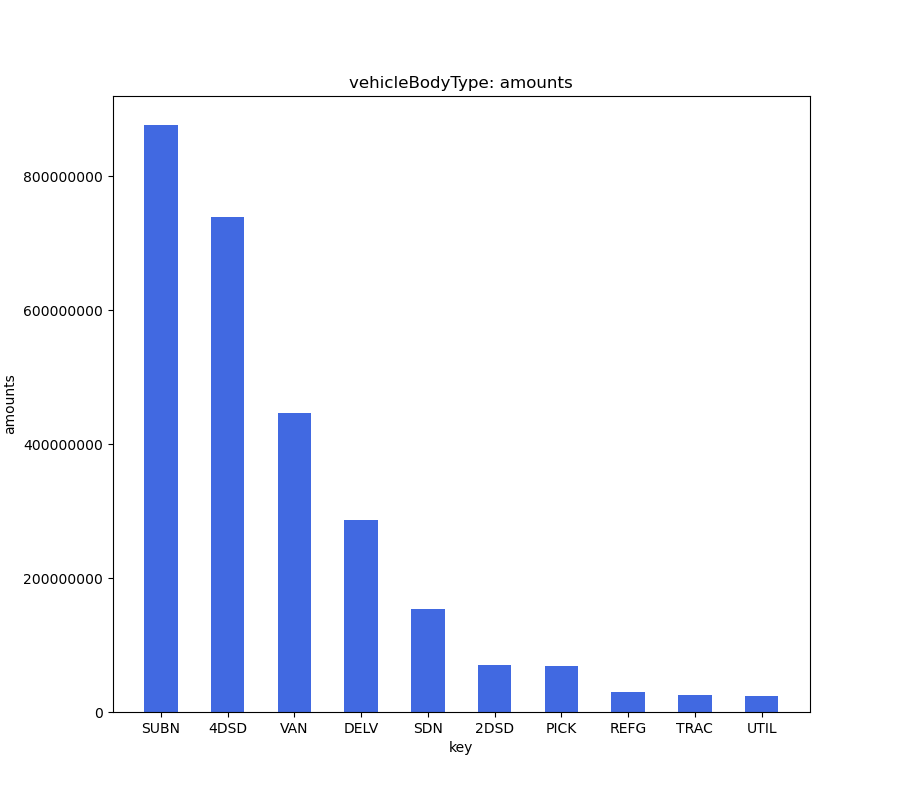 vehicleBodyType: amounts
800000000
600000000
400000000
200000000
0
amounts
SUBN 4DSD VAN DELV SDN 2DSD PICK REFG TRAC UTIL
key